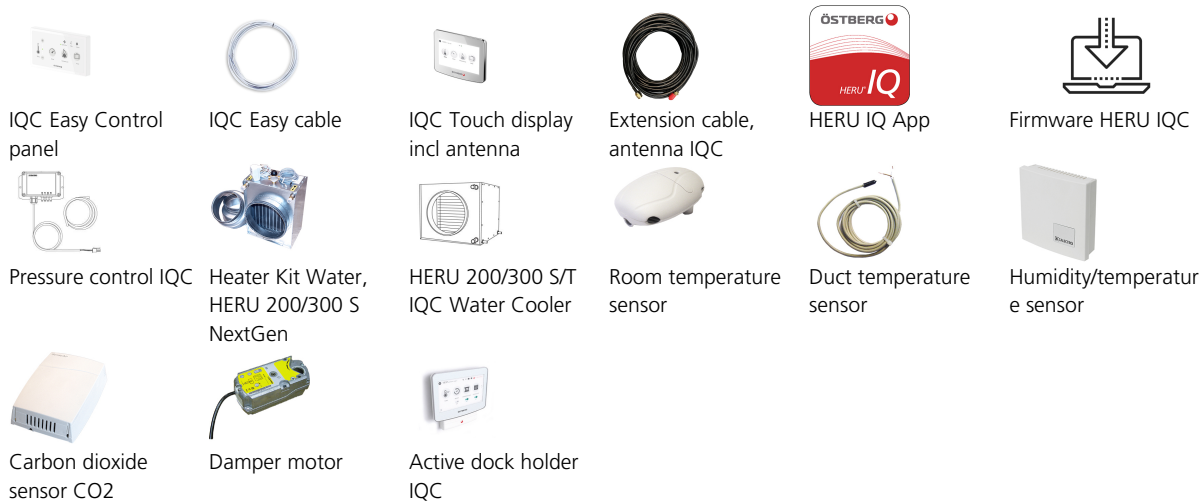 ÖSTBERG
HERU® IQ
IQC Easy Control
panel
IQC Easy cable
IQC Touch display
incl antenna
Extension cable,
antenna IQC
HERU IQ App
Firmware HERU IQC
Pressure control IQC
Heater Kit Water,
HERU 200/300 S
NextGen
HERU 200/300 S/T
IQC Water Cooler
Room temperature
sensor
Duct temperature
sensor
Humidity/temperatur
e sensor
Carbon dioxide
sensor CO2
Damper motor
Active dock holder
IQC